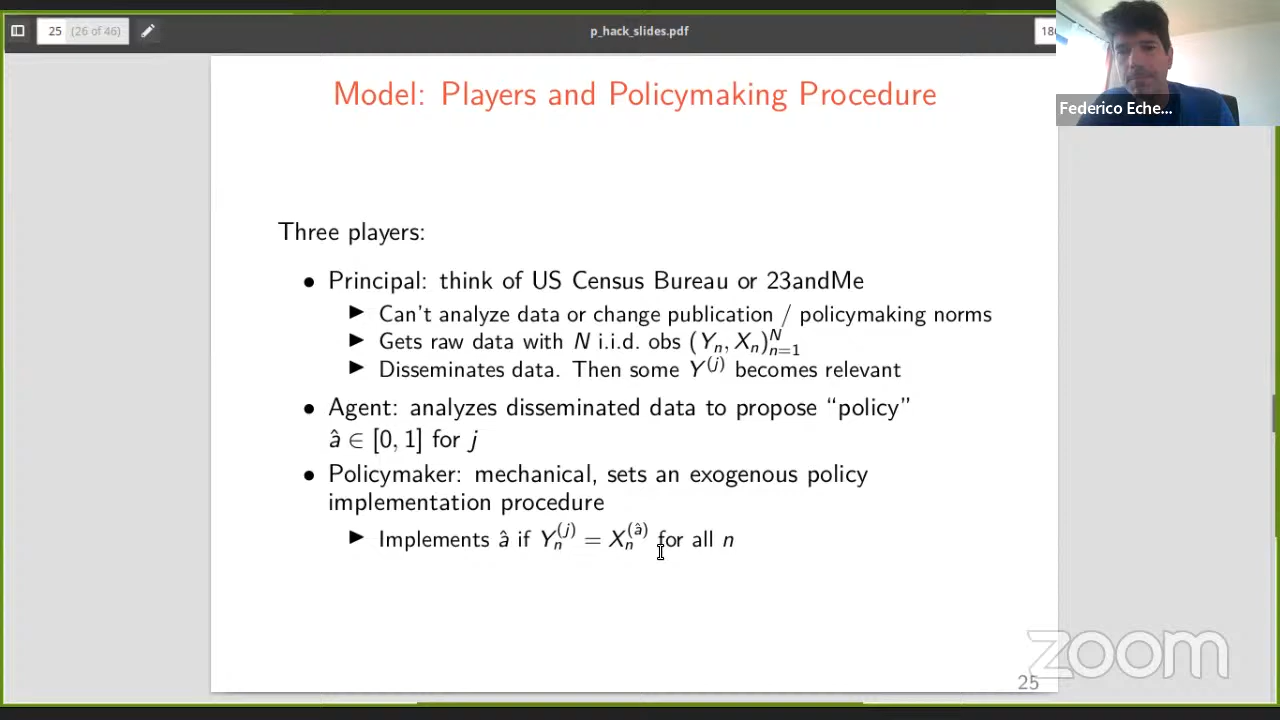 25 (26 of 46)
p_hack_slides.pdf
180
Federico Eche...
Model: Players and Policymaking Procedure
Three players:
• Principal: think of US Census Bureau or 23andMe
▶ Can't analyze data or change publication / policymaking norms
▶ Gets raw data with N i.i.d. obs (Yₙ, Xₙ)ᴺₙ₌₁
▶ Disseminates data. Then some Y⁽ʲ⁾ becomes relevant
• Agent: analyzes disseminated data to propose “policy”
â ∈ [0, 1] for j
• Policymaker: mechanical, sets an exogenous policy
implementation procedure
▶ Implements â if Yₙ⁽ʲ⁾ = Xₙ⁽â⁾ for all n
zoom
25